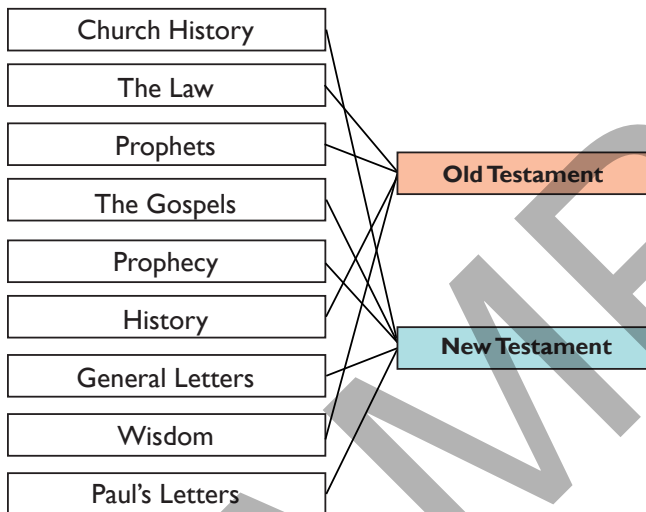 Church History
The Law
Prophets
The Gospels
Prophecy
History
General Letters
Wisdom
Paul's Letters
Old Testament
New Testament